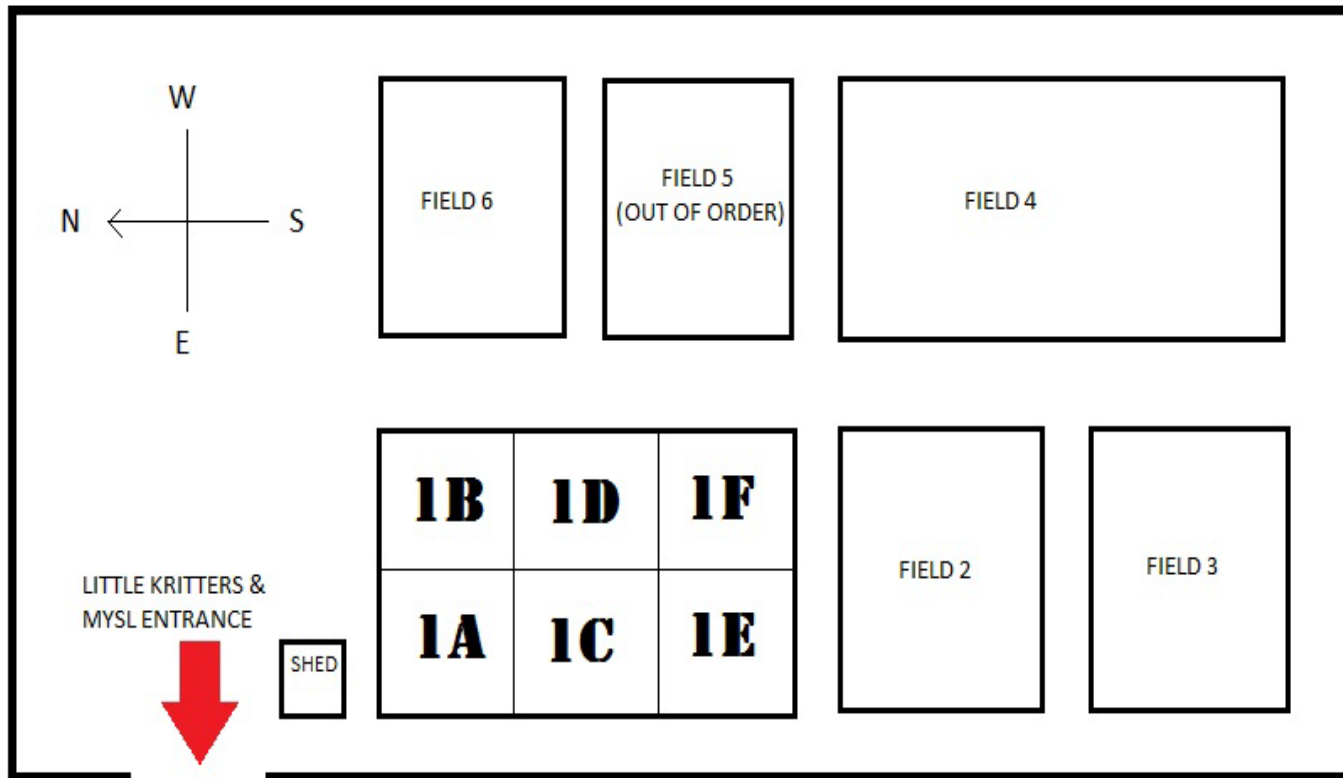 W
N
S
E
FIELD 6
FIELD 5
(OUT OF ORDER)
FIELD 4
1B
1D
1F
1A
1C
1E
FIELD 2
FIELD 3
LITTLE KRITTERS &
MYSL ENTRANCE
SHED